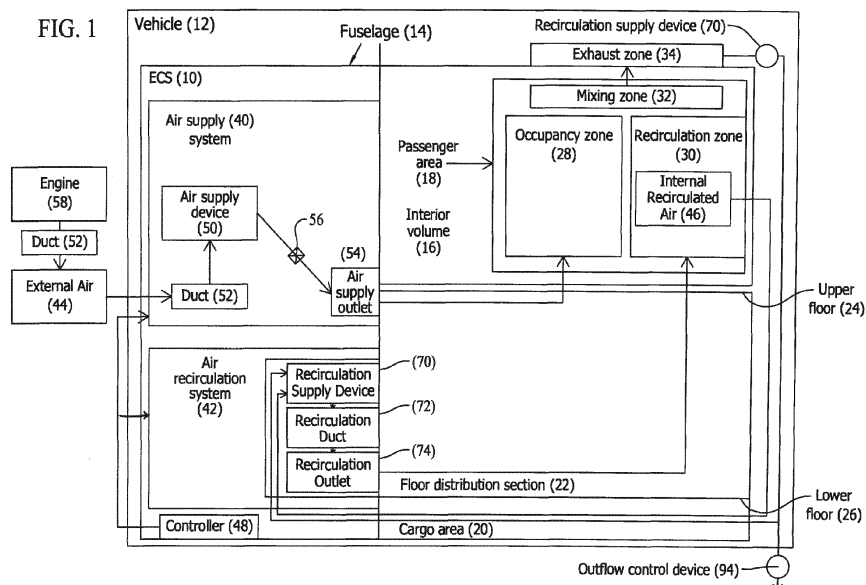 FIG. 1
Vehicle (12)
Recirculation supply device (70)
Fuselage (14)
Exhaust zone (34)
ECS (10)
Mixing zone (32)
Air supply (40)
system
Occupancy zone
(28)
Recirculation zone
(30)
Passenger
area
(18)
Internal
Recirculated
Air (46)
Engine
(58)
Air supply
device
(50)
56
Interior
volume
(16)
Duct (52)
(54)
Air
supply
outlet
External Air
(44)
Duct (52)
Upper
floor (24)
Air
recirculation
system
(42)
Recirculation
Supply Device
(70)
Recirculation
Duct
(72)
Recirculation
Outlet
(74)
Floor distribution section (22)
Lower
floor (26)
Controller (48)
Cargo area (20)
Outflow control device (94)